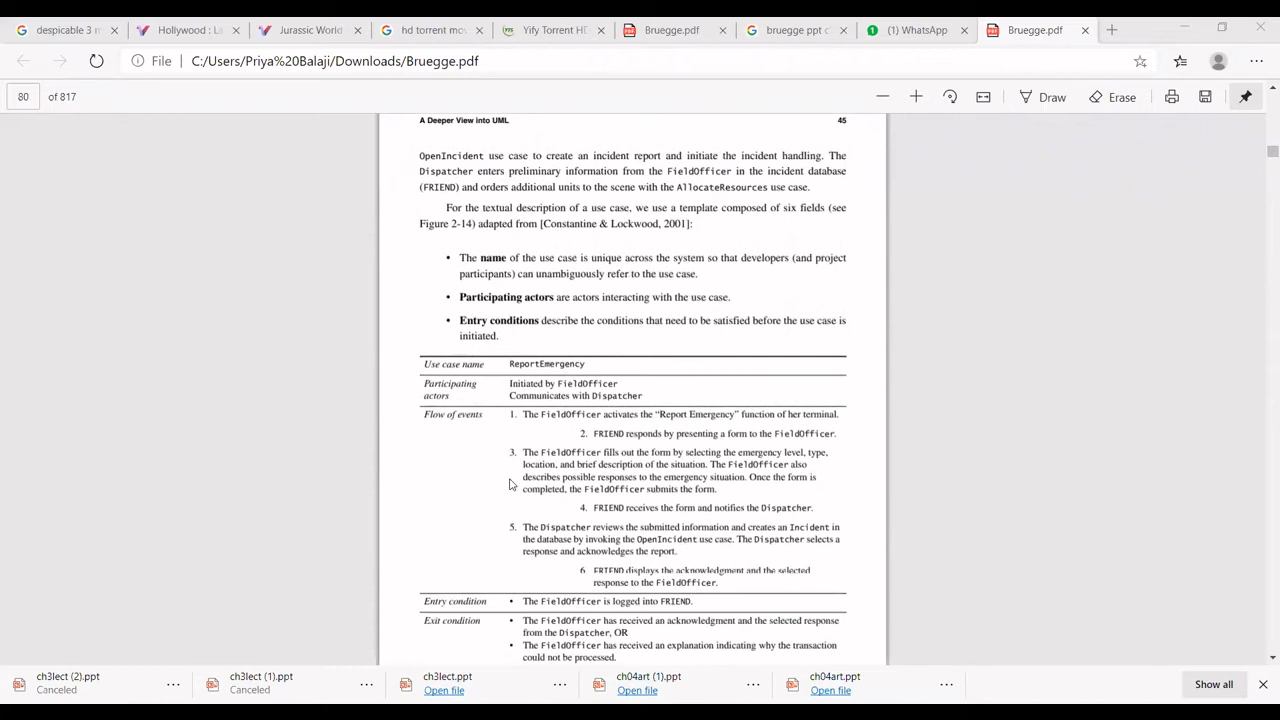 despicable 3 m
Hollywood : La
Jurassic World
hd torrent mov
Yify Torrent HD
Bruegge.pdf
bruegge ppt c
1 WhatsApp
Bruegge.pdf
File C:/Users/Priya%20Balaji/Downloads/Bruegge.pdf
80 of 817
Draw
Erase
A Deeper View into UML 45
OpenIncident use case to create an incident report and initiate the incident handling. The
Dispatcher enters preliminary information from the FieldOfficer in the incident database
(FRIEND) and orders additional units to the scene with the AllocateResources use case.
For the textual description of a use case, we use a template composed of six fields (see
Figure 2-14) adapted from [Constantine & Lockwood, 2001]:
• The name of the use case is unique across the system so that developers (and project
participants) can unambiguously refer to the use case.
• Participating actors are actors interacting with the use case.
• Entry conditions describe the conditions that need to be satisfied before the use case is
initiated.
Use case name ReportEmergency
Participating Initiated by FieldOfficer
actors Communicates with Dispatcher
Flow of events 1. The FieldOfficer activates the “Report Emergency” function of her terminal.
2. FRIEND responds by presenting a form to the FieldOfficer.
3. The FieldOfficer fills out the form by selecting the emergency level, type,
location, and brief description of the situation. The FieldOfficer also
describes possible responses to the emergency situation. Once the form is
completed, the FieldOfficer submits the form.
4. FRIEND receives the form and notifies the Dispatcher.
5. The Dispatcher reviews the submitted information and creates an Incident in
the database by invoking the OpenIncident use case. The Dispatcher selects a
response and acknowledges the report.
6. FRIEND displays the acknowledgment and the selected
response to the FieldOfficer.
Entry condition • The FieldOfficer is logged into FRIEND.
Exit condition • The FieldOfficer has received an acknowledgment and the selected response
from the Dispatcher, OR
• The FieldOfficer has received an explanation indicating why the transaction
could not be processed.
ch3lect (2).ppt
Canceled
ch3lect (1).ppt
Canceled
ch3lect.ppt
Open file
ch04art (1).ppt
Open file
ch04art.ppt
Open file
Show all